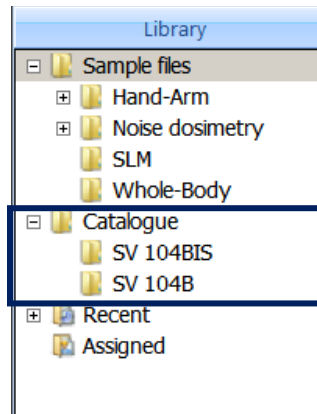 Library
Sample files
Hand-Arm
Noise dosimetry
SLM
Whole-Body
Catalogue
SV 104BIS
SV 104B
Recent
Assigned